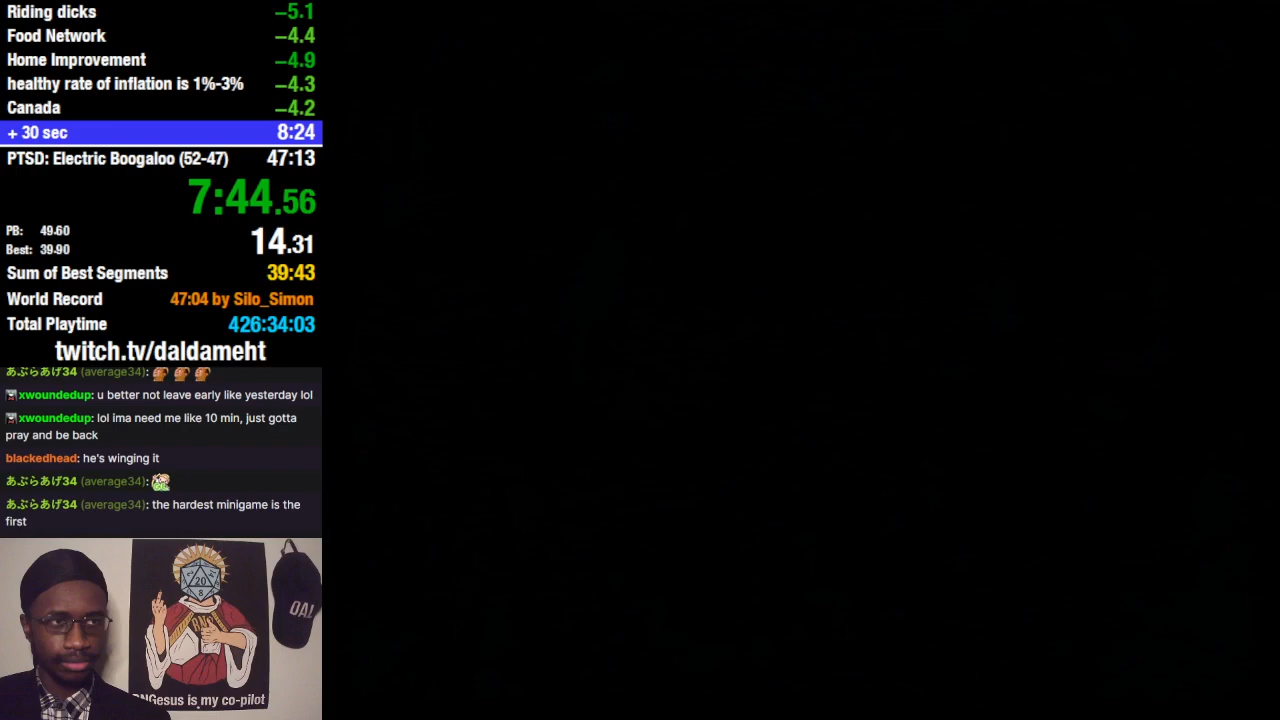 Riding dicks −5.1
Food Network −4.4
Home Improvement −4.9
healthy rate of inflation is 1%-3% −4.3
Canada −4.2
+ 30 sec 8:24
PTSD: Electric Boogaloo (52-47) 47:13
7:44.56
PB: 49.60
14.31
Best: 39.90
Sum of Best Segments 39:43
World Record 47:04 by Silo_Simon
Total Playtime 426:34:03
twitch.tv/daldameht
あぶらあげ34 (average34):
xwoundedup: u better not leave early like yesterday lol
xwoundedup: lol ima need me like 10 min, just gotta
pray and be back
blackedhead: he's winging it
あぶらあげ34 (average34):
あぶらあげ34 (average34): the hardest minigame is the
first
20
8
OAL
RNGesus is my co-pilot